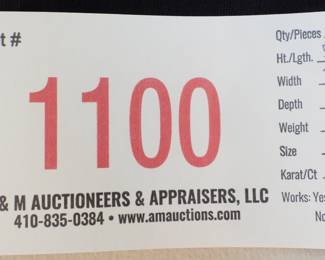 t #
1100
& M AUCTIONEERS & APPRAISERS, LLC
410-835-0384 • www.amauctions.com
Qty/Pieces
Ht./Lgth.
Width
Depth
Weight
Size
Karat/Ct
Works: Yes
No